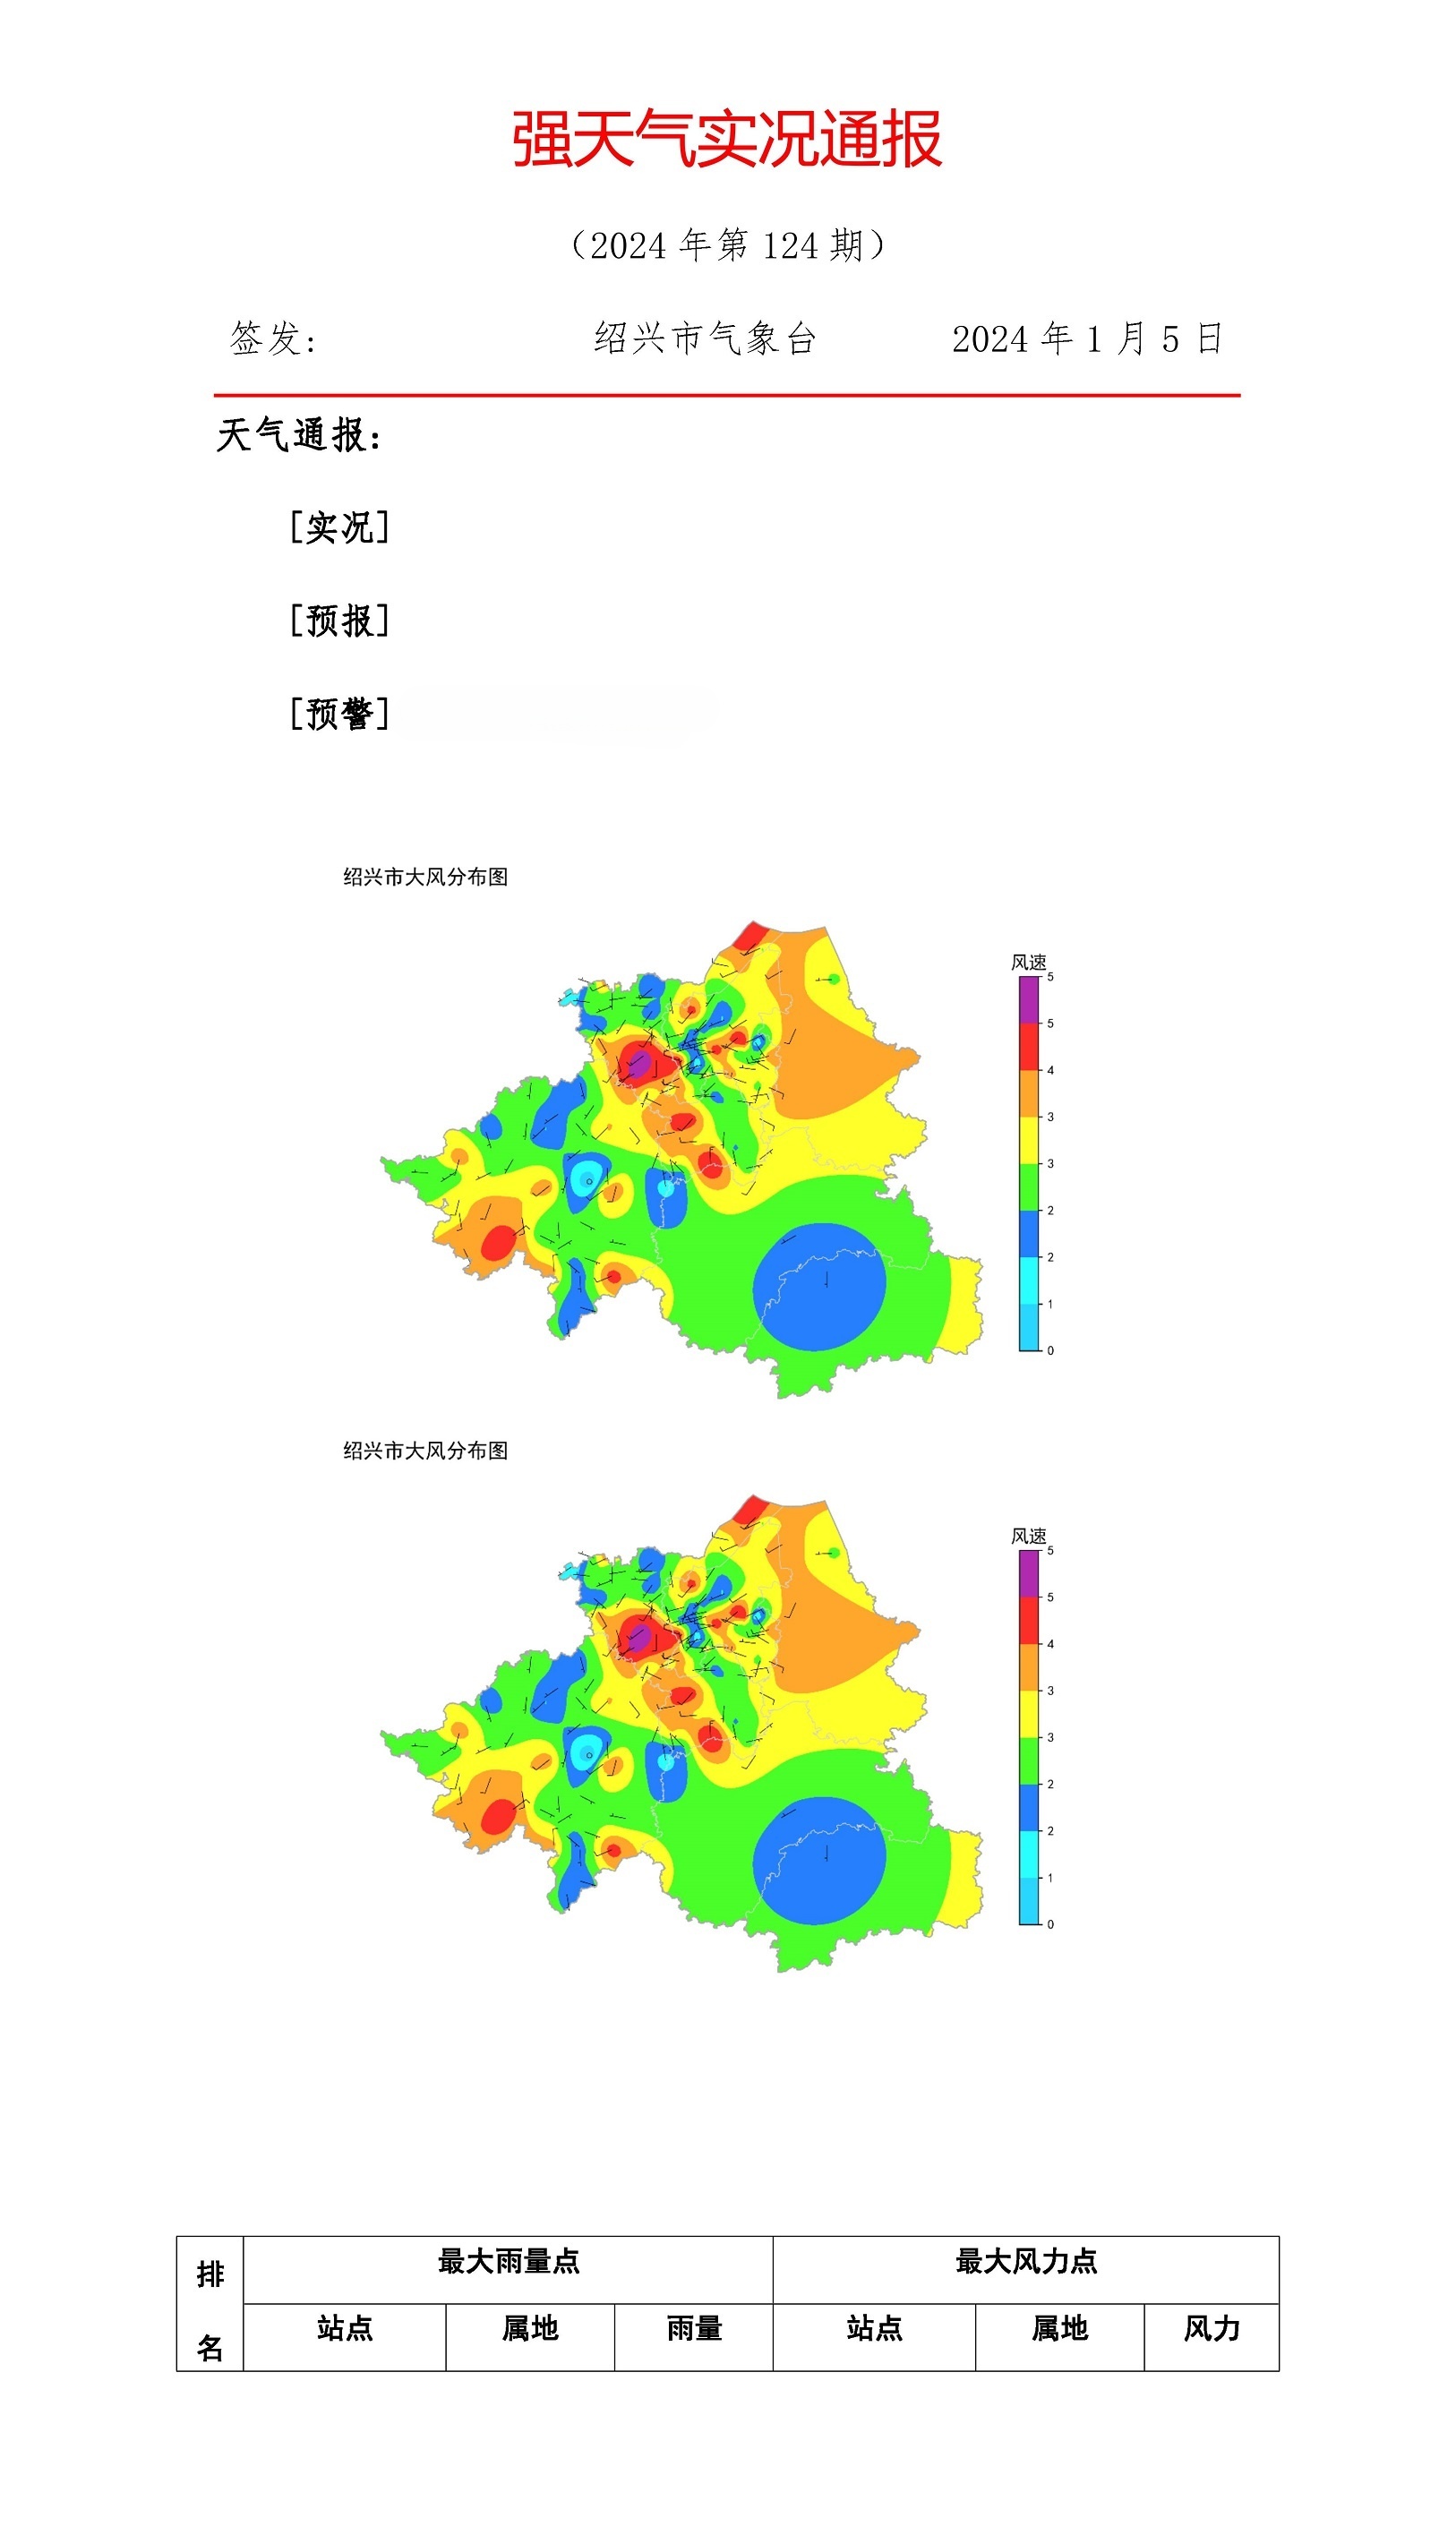 强天气实况通报
（2024 年第 124 期）
签发: 绍兴市气象台 2024 年 1 月 5 日
天气通报:
[实况]
[预报]
[预警]
绍兴市大风分布图
风速
5
5
4
3
3
2
2
1
0
绍兴市大风分布图
风速
5
5
4
3
3
2
2
1
0
排名 最大雨量点 最大风力点
站点 属地 雨量 站点 属地 风力